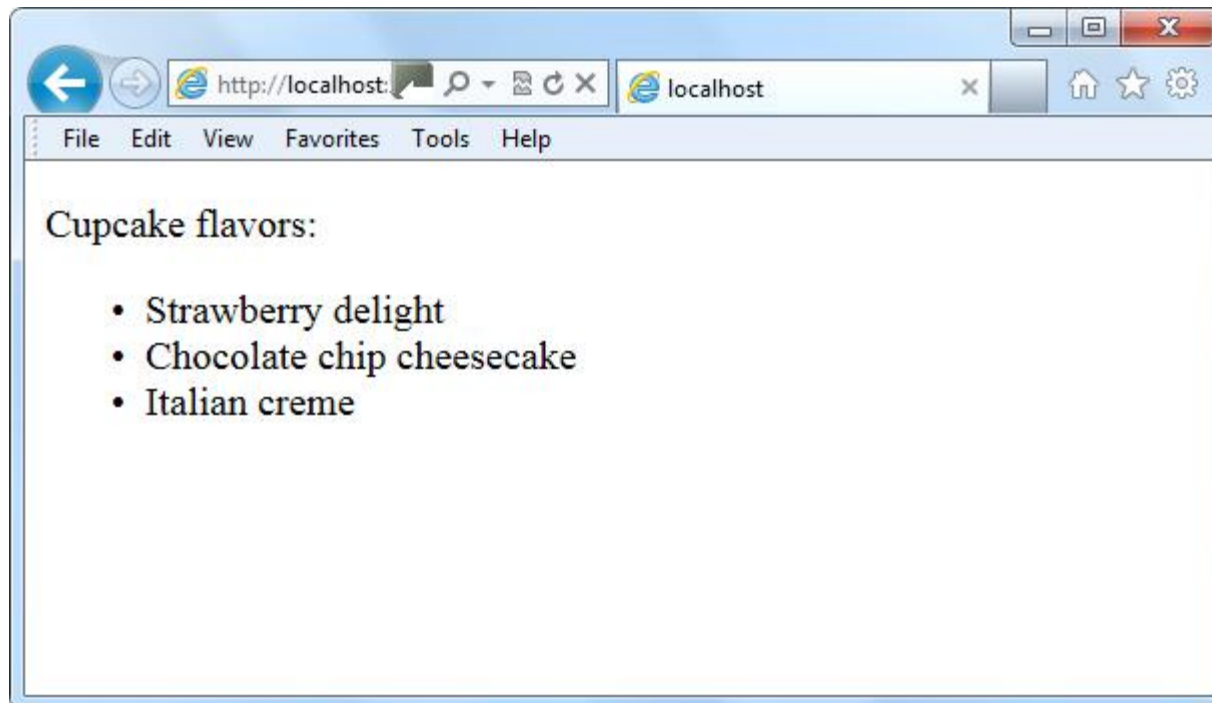 http://localhost:
localhost
File Edit View Favorites Tools Help
Cupcake flavors:
• Strawberry delight
• Chocolate chip cheesecake
• Italian creme